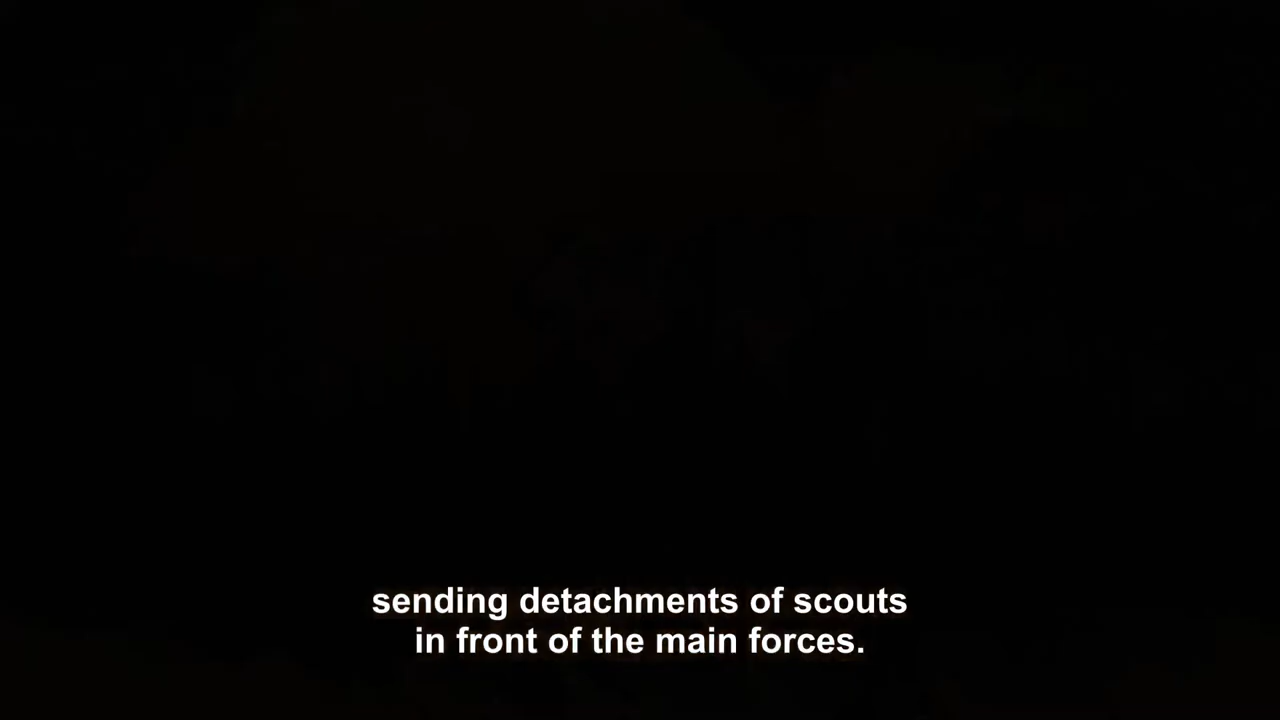 sending detachments of scouts
in front of the main forces.